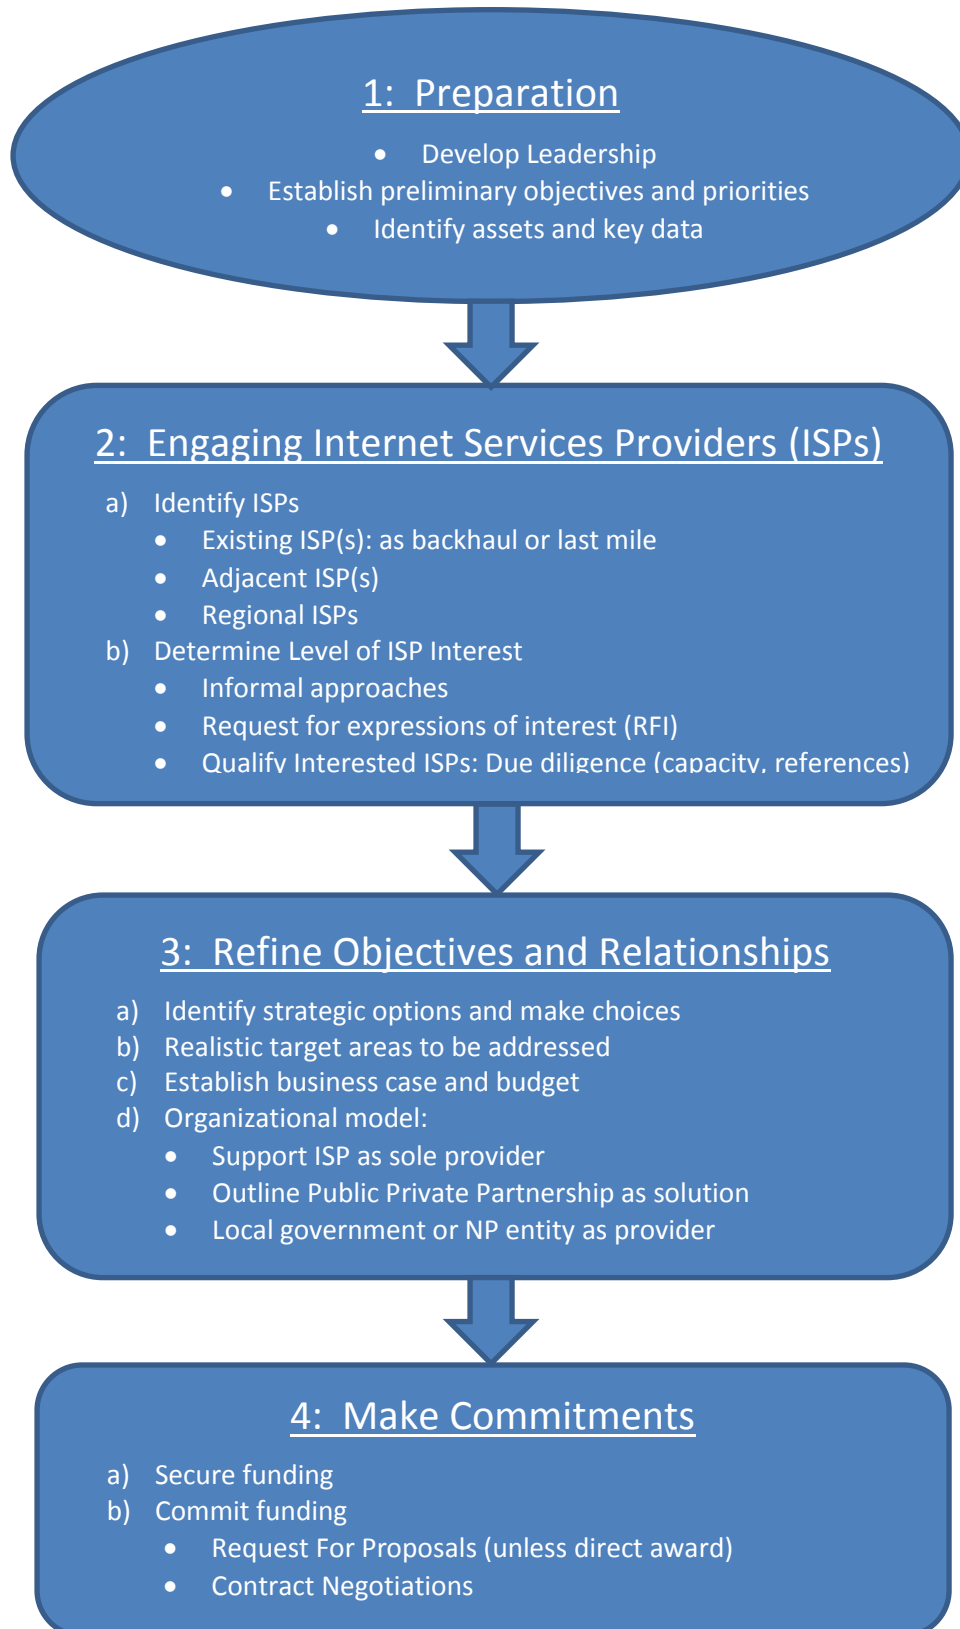 1: Preparation
• Develop Leadership
• Establish preliminary objectives and priorities
• Identify assets and key data
2: Engaging Internet Services Providers (ISPs)
a) Identify ISPs
• Existing ISP(s): as backhaul or last mile
• Adjacent ISP(s)
• Regional ISPs
b) Determine Level of ISP Interest
• Informal approaches
• Request for expressions of interest (RFI)
• Qualify Interested ISPs: Due diligence (capacity, references)
3: Refine Objectives and Relationships
a) Identify strategic options and make choices
b) Realistic target areas to be addressed
c) Establish business case and budget
d) Organizational model:
• Support ISP as sole provider
• Outline Public Private Partnership as solution
• Local government or NP entity as provider
4: Make Commitments
a) Secure funding
b) Commit funding
• Request For Proposals (unless direct award)
• Contract Negotiations